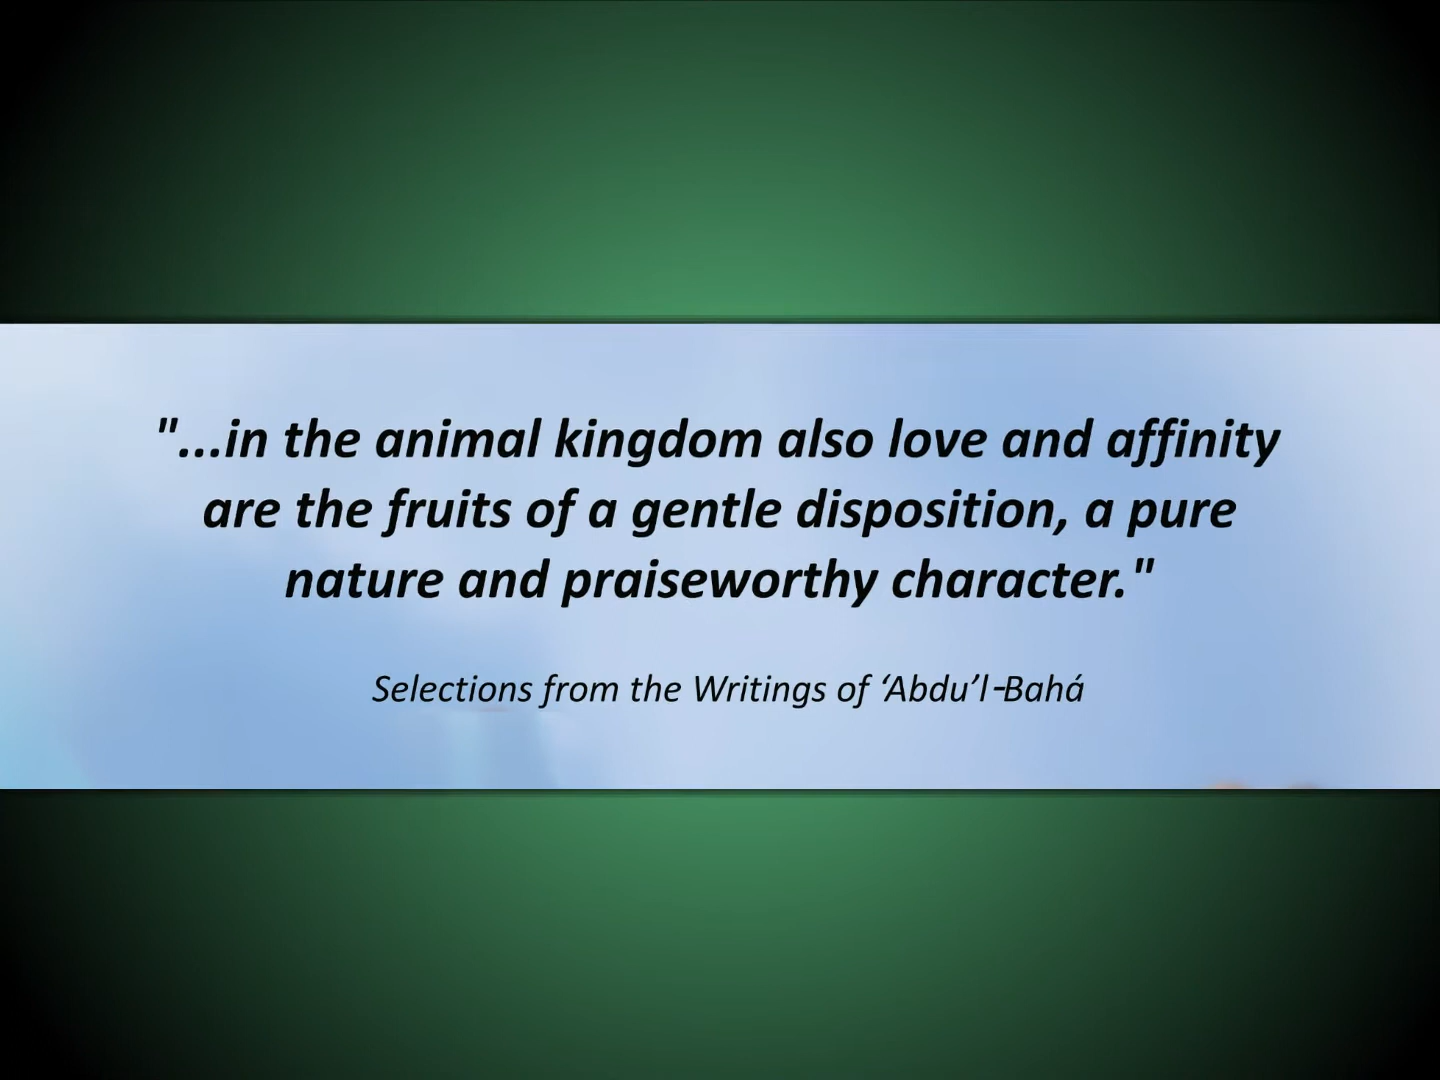 "...in the animal kingdom also love and affinity
are the fruits of a gentle disposition, a pure
nature and praiseworthy character."
Selections from the Writings of ‘Abdu’l-Bahá